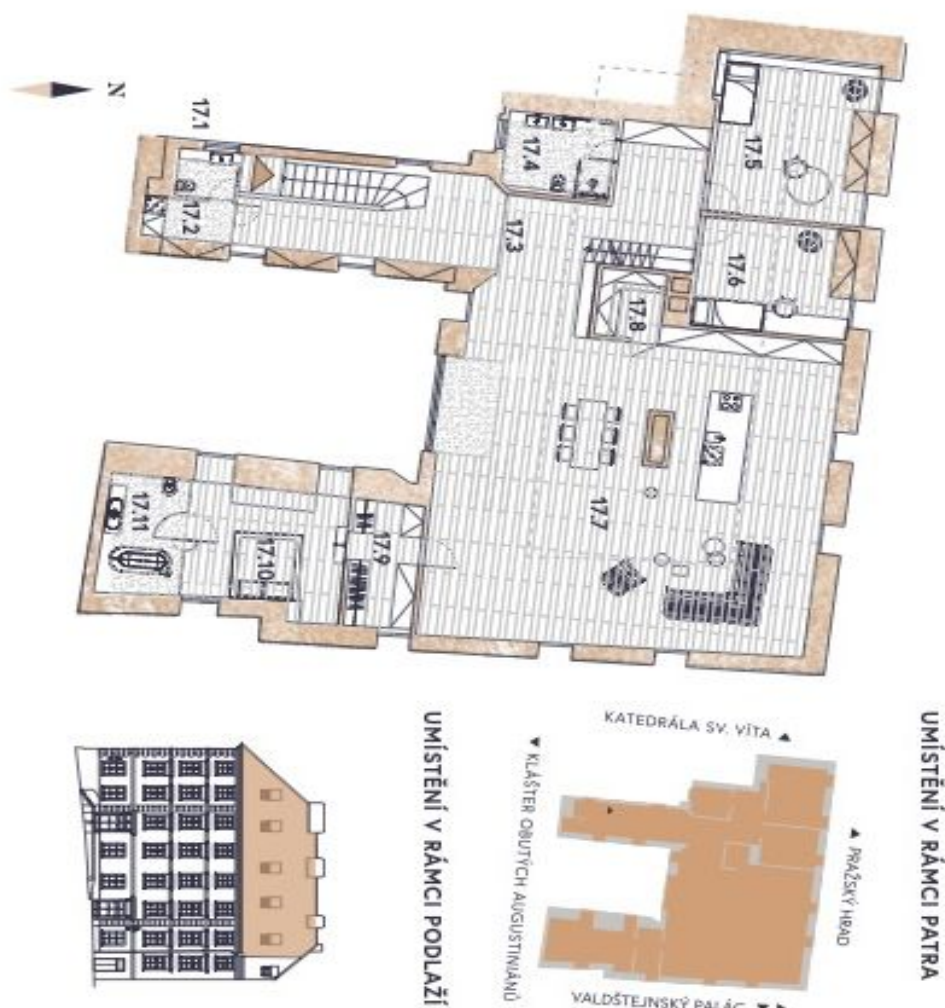 N
17.1
17.2
17.3
17.4
17.5
17.6
17.7
17.8
17.9
17.10
17.11
UMÍSTĚNÍ V RÁMCI PATRA
KATEDRÁLA SV. VÍTA ▲
▲ PRAŽSKÝ HRAD
▼ KLÁŠTER OBUTÝCH AUGUSTINIÁNŮ
VALDŠTEJNSKÝ PALÁC
UMÍSTĚNÍ V RÁMCI PODLAŽÍ